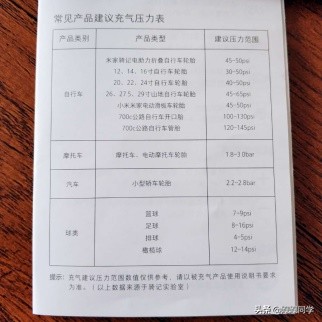 常见产品建议充气压力表
产品类别 产品类型 建议压力范围
自行车
米家骑记电助力折叠自行车轮胎 45~50psi
12、14、16寸自行车轮胎 30~50psi
20、22、24寸自行车轮胎 40~50psi
26、27.5、29寸山地自行车轮胎 45~65psi
小米米家电动滑板车轮胎 45~50psi
700c公路自行车开口胎 100~130psi
700c公路自行车管胎 120~145psi
摩托车 摩托车、电动摩托车轮胎 1.8~3.0bar
汽车 小型轿车轮胎 2.2~2.8bar
球类
篮球 7~9psi
足球 8~16psi
排球 4~5psi
橄榄球 12~14psi
提示：充气建议压力范围数值仅供参考，请以被充气产品使用说明书要求
为准。（以上数据来源于骑记实验室）